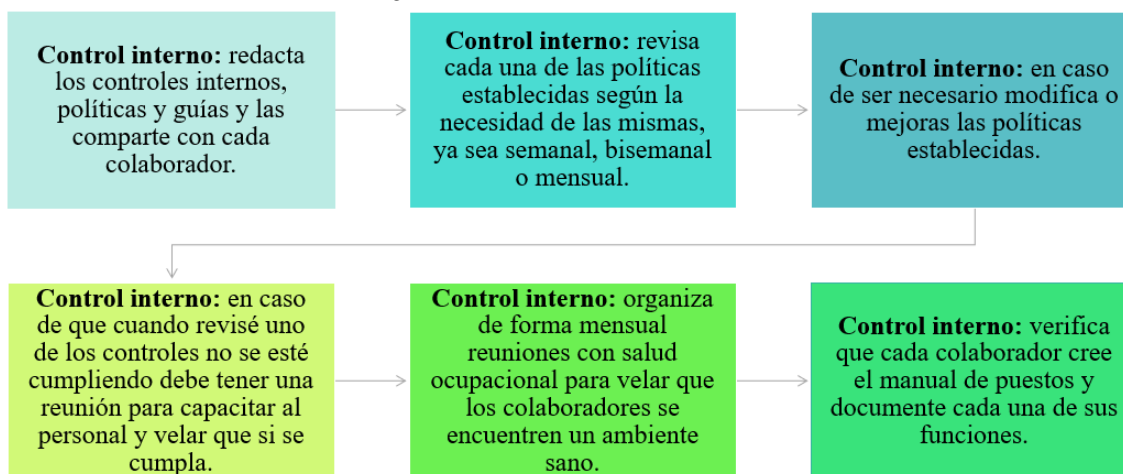 Control interno: redacta
los controles internos,
políticas y guías y las
comparte con cada
colaborador.
Control interno: revisa
cada una de las políticas
establecidas según la
necesidad de las mismas,
ya sea semanal, bisemanal
o mensual.
Control interno: en caso
de ser necesario modifica o
mejoras las políticas
establecidas.
Control interno: en caso
de que cuando revisé uno
de los controles no se esté
cumpliendo debe tener una
reunión para capacitar al
personal y velar que si se
cumpla.
Control interno: organiza
de forma mensual
reuniones con salud
ocupacional para velar que
los colaboradores se
encuentren un ambiente
sano.
Control interno: verifica
que cada colaborador cree
el manual de puestos y
documente cada una de sus
funciones.